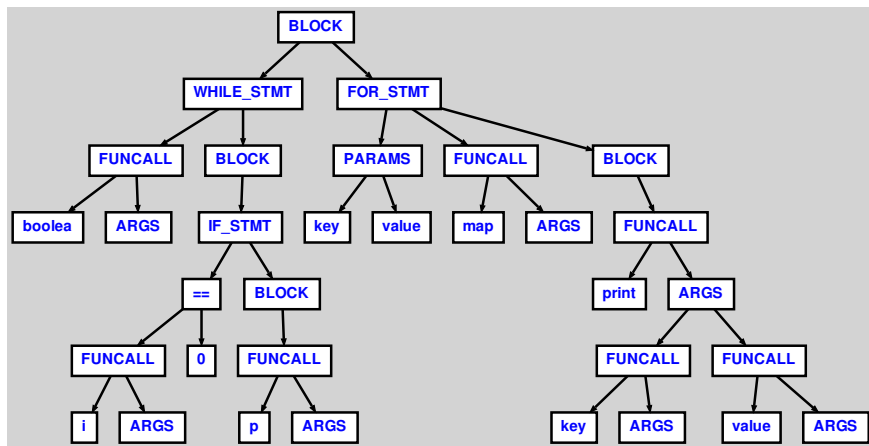 BLOCK
WHILE_STMT FOR_STMT
FUNCALL BLOCK PARAMS FUNCALL BLOCK
boolea ARGS IF_STMT key value map ARGS FUNCALL
== BLOCK print ARGS
FUNCALL 0 FUNCALL FUNCALL FUNCALL
i ARGS p ARGS key ARGS value ARGS